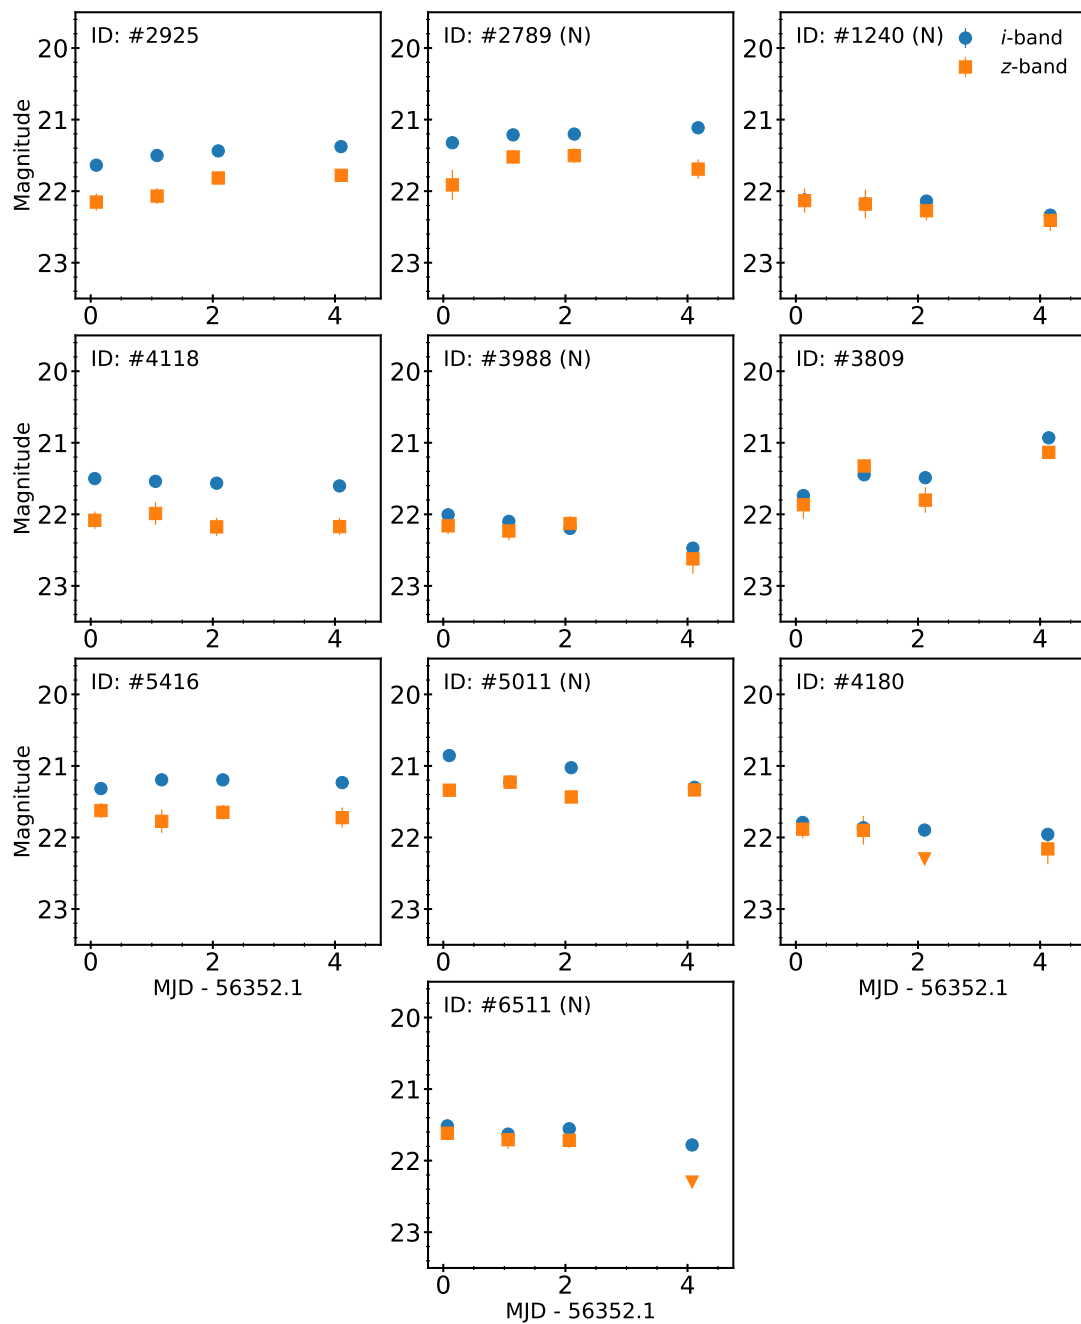 ID: #2925
ID: #2789 (N)
ID: #1240 (N)
i-band
z-band
20
21
22
23
Magnitude
0 2 4
20
21
22
23
0 2 4
20
21
22
23
0 2 4
ID: #4118
ID: #3988 (N)
ID: #3809
20
21
22
23
Magnitude
0 2 4
20
21
22
23
0 2 4
20
21
22
23
0 2 4
ID: #5416
ID: #5011 (N)
ID: #4180
20
21
22
23
Magnitude
0 2 4
MJD - 56352.1
20
21
22
23
0 2 4
20
21
22
23
0 2 4
MJD - 56352.1
ID: #6511 (N)
20
21
22
23
0 2 4
MJD - 56352.1